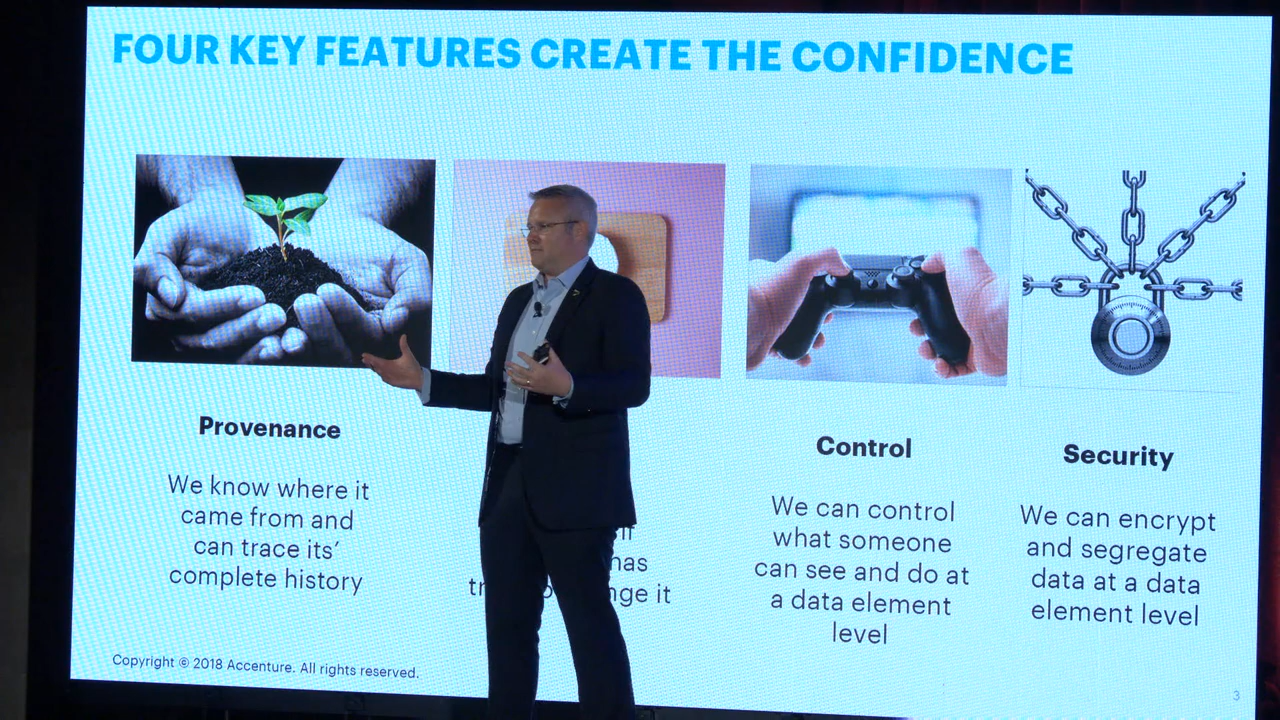 FOUR KEY FEATURES CREATE THE CONFIDENCE
Provenance
We know where it
came from and
can trace its’
complete history
has
it
Control
We can control
what someone
can see and do at
a data element
level
Security
We can encrypt
and segregate
data at a data
element level
Copyright © 2018 Accenture. All rights reserved.
3